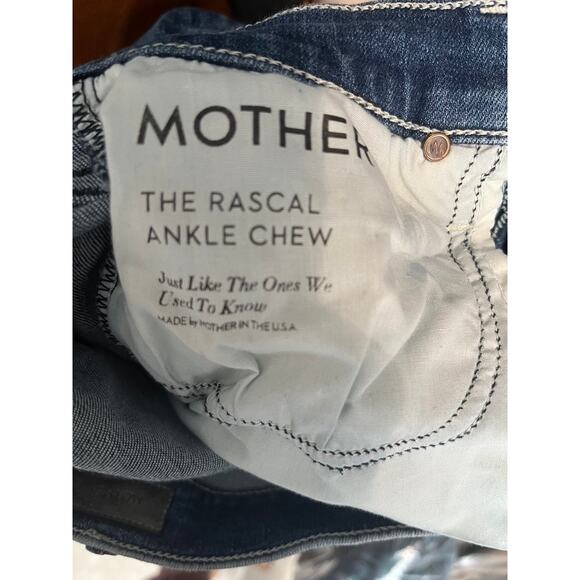 MOTHER
THE RASCAL
ANKLE CHEW
Just Like The Ones We
Used To Know
MADE by MOTHER IN THE U.S.A.